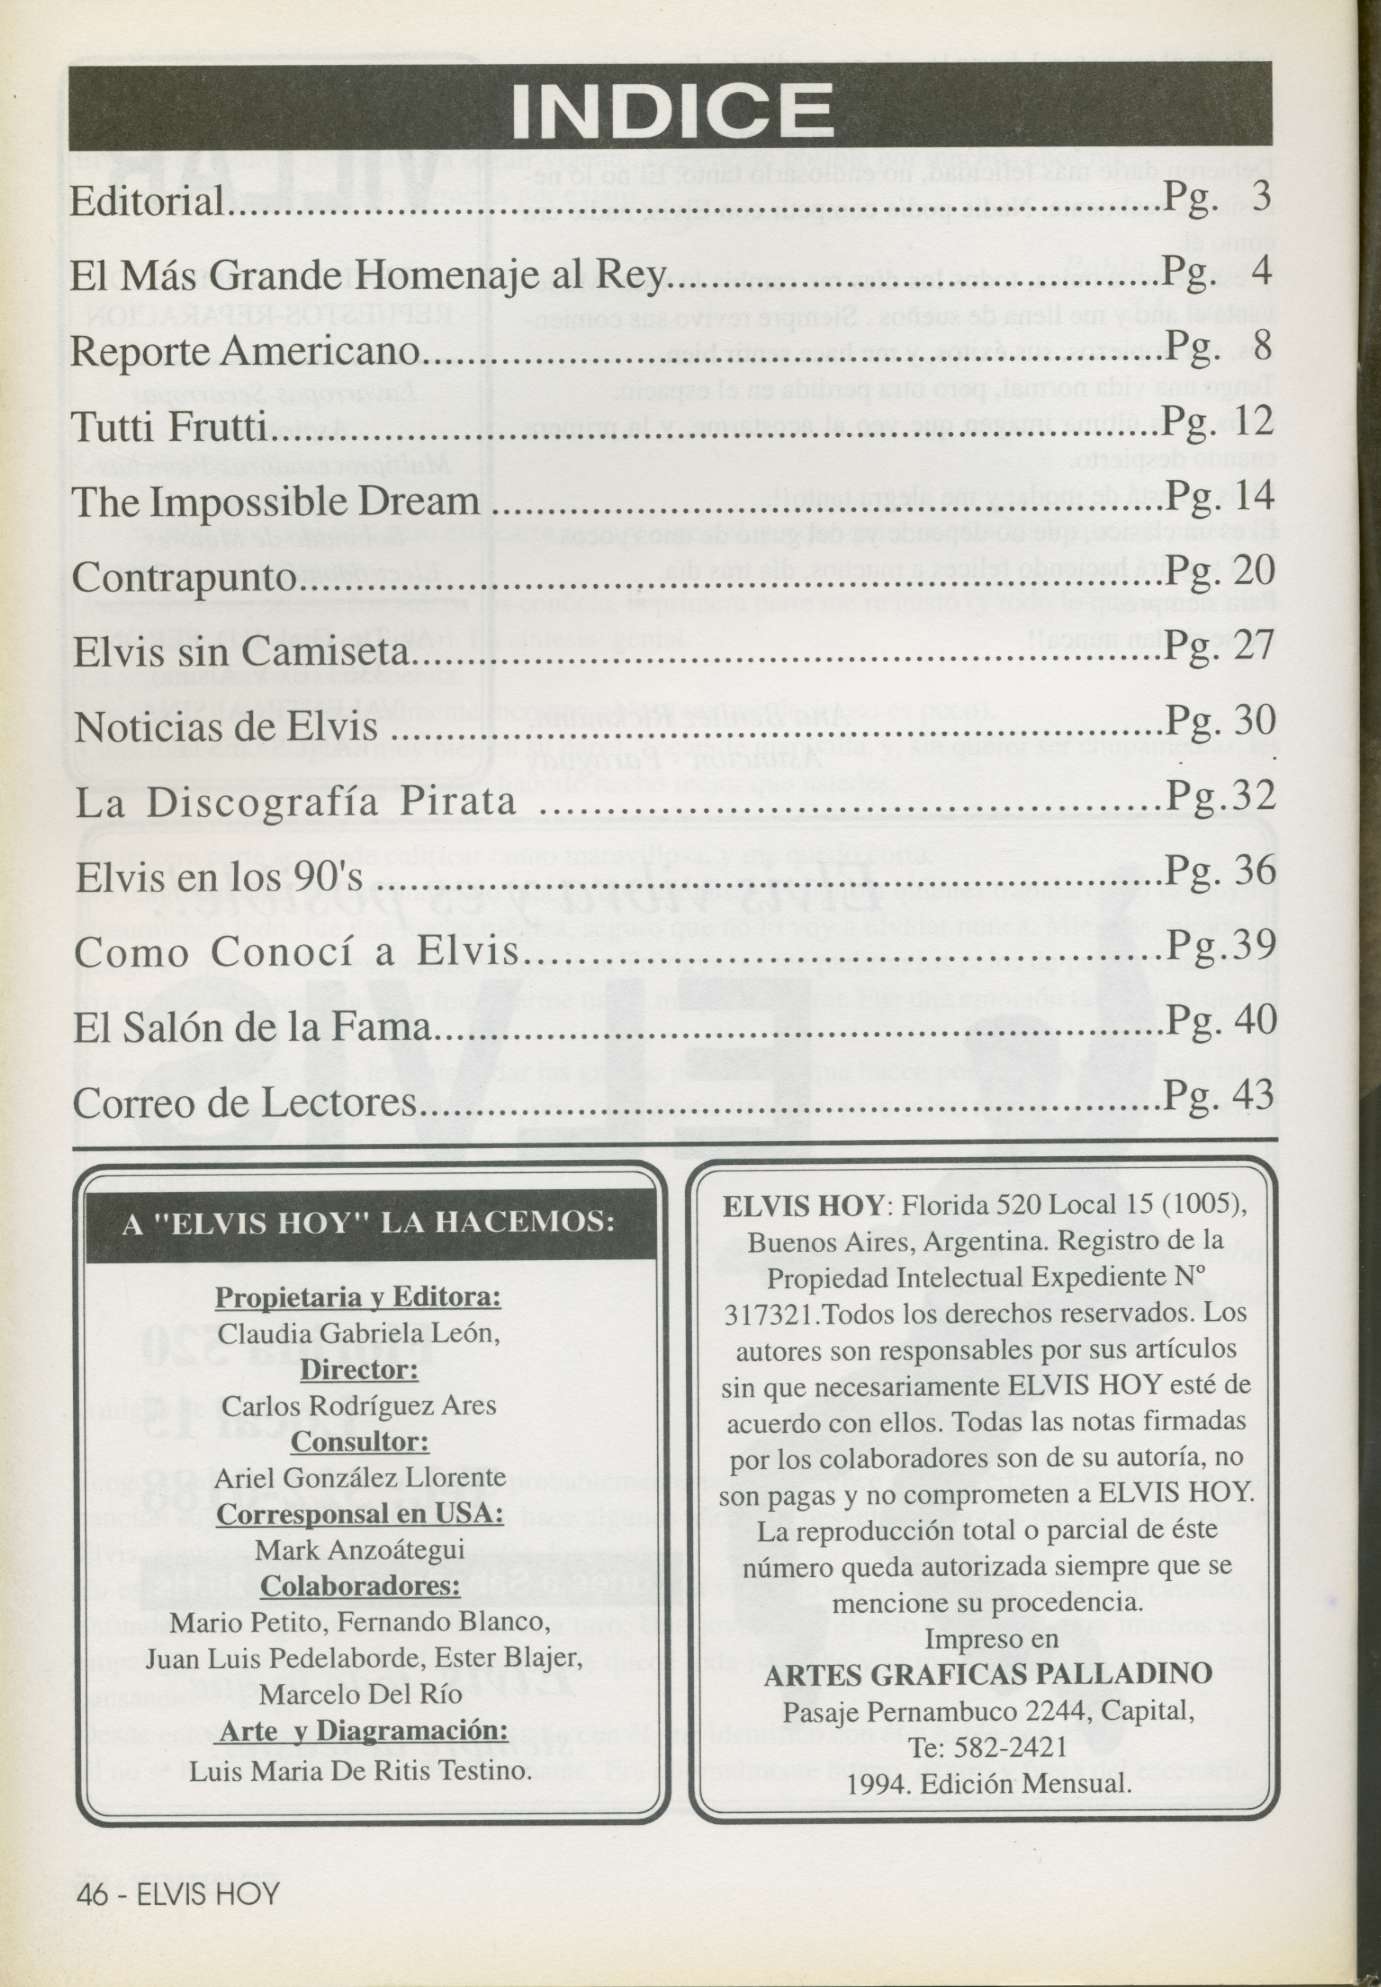 INDICE
Editorial....................................................................................Pg. 3
El Más Grande Homenaje al Rey............................................Pg. 4
Reporte Americano..................................................................Pg. 8
Tutti Frutti...............................................................................Pg. 12
The Impossible Dream ............................................................Pg. 14
Contrapunto.............................................................................Pg. 20
Elvis sin Camiseta...................................................................Pg. 27
Noticias de Elvis .....................................................................Pg. 30
La Discografía Pirata ..........................................Pg.32
Elvis en los 90's ......................................................................Pg. 36
Como Conocí a Elvis...........................................Pg.39
El Salón de la Fama.................................................................Pg. 40
Correo de Lectores..................................................................Pg. 43
A "ELVIS HOY" LA HACEMOS:
Propietaria y Editora:
Claudia Gabriela León,
Director:
Carlos Rodríguez Ares
Consultor:
Ariel González Llorente
Corresponsal en USA:
Mark Anzoátegui
Colaboradores:
Mario Petito, Fernando Blanco,
Juan Luis Pedelaborde, Ester Blajer,
Marcelo Del Río
Arte y Diagramación:
Luis Maria De Ritis Testino.
ELVIS HOY: Florida 520 Local 15 (1005),
Buenos Aires, Argentina. Registro de la
Propiedad Intelectual Expediente Nº
317321.Todos los derechos reservados. Los
autores son responsables por sus artículos
sin que necesariamente ELVIS HOY esté de
acuerdo con ellos. Todas las notas firmadas
por los colaboradores son de su autoría, no
son pagas y no comprometen a ELVIS HOY.
La reproducción total o parcial de éste
número queda autorizada siempre que se
mencione su procedencia.
Impreso en
ARTES GRAFICAS PALLADINO
Pasaje Pernambuco 2244, Capital,
Te: 582-2421
1994. Edición Mensual.
46 - ELVIS HOY